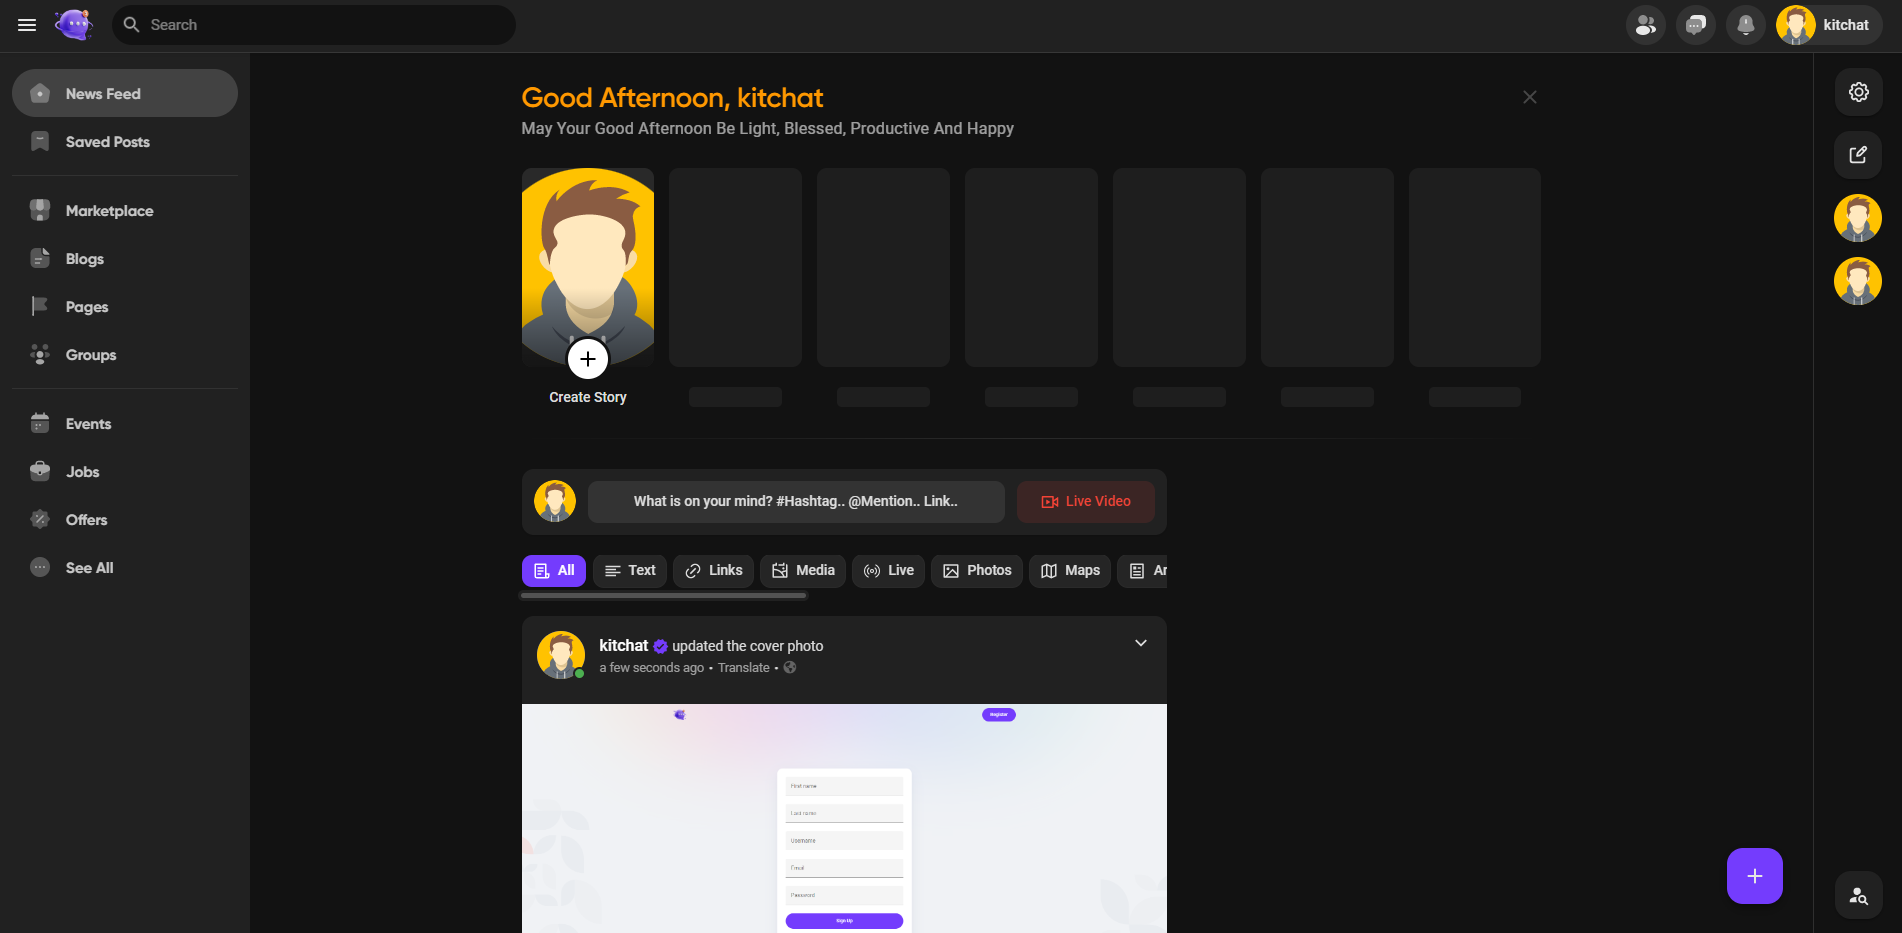 Search
kitchat
News Feed
Saved Posts
Marketplace
Blogs
Pages
Groups
Events
Jobs
Offers
See All
Good Afternoon, kitchat
May Your Good Afternoon Be Light, Blessed, Productive And Happy
Create Story
What is on your mind? #Hashtag.. @Mention.. Link..
Live Video
All
Text
Links
Media
Live
Photos
Maps
Ar
kitchat updated the cover photo
a few seconds ago • Translate •
Register
First name
Last name
Username
Email
Password
Sign Up